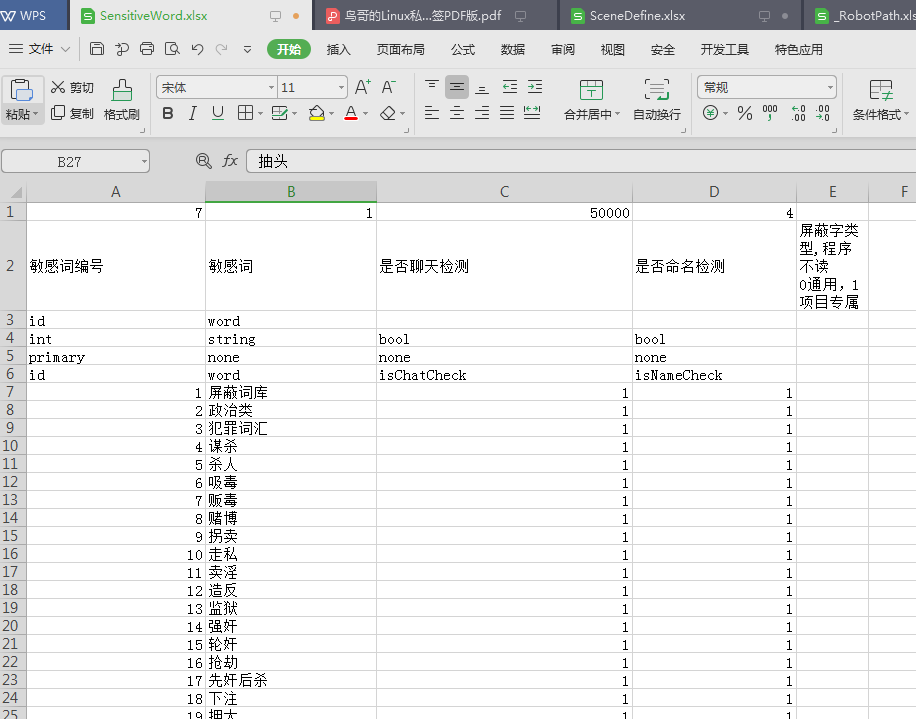 WPS SensitiveWord.xlsx 鸟哥的Linux私...签PDF版.pdf SceneDefine.xlsx _RobotPath.xls
文件 开始 插入 页面布局 公式 数据 审阅 视图 安全 开发工具 特色应用
粘贴 剪切 复制 格式刷 宋体 11 A+ A- B I U A 合并居中 自动换行 常规 % 000 条件格式
B27 fx 抽头
A B C D E F
1 7 1 50000 4
2 敏感词编号 敏感词 是否聊天检测 是否命名检测 屏蔽字类
型,程序
不读
0通用，1
项目专属
3 id word
4 int string bool bool
5 primary none none none
6 id word isChatCheck isNameCheck
7 1 屏蔽词库 1 1
8 2 政治类 1 1
9 3 犯罪词汇 1 1
10 4 谋杀 1 1
11 5 杀人 1 1
12 6 吸毒 1 1
13 7 贩毒 1 1
14 8 赌博 1 1
15 9 拐卖 1 1
16 10 走私 1 1
17 11 卖淫 1 1
18 12 造反 1 1
19 13 监狱 1 1
20 14 强奸 1 1
21 15 轮奸 1 1
22 16 抢劫 1 1
23 17 先奸后杀 1 1
24 18 下注 1 1
25 19 押大 1 1